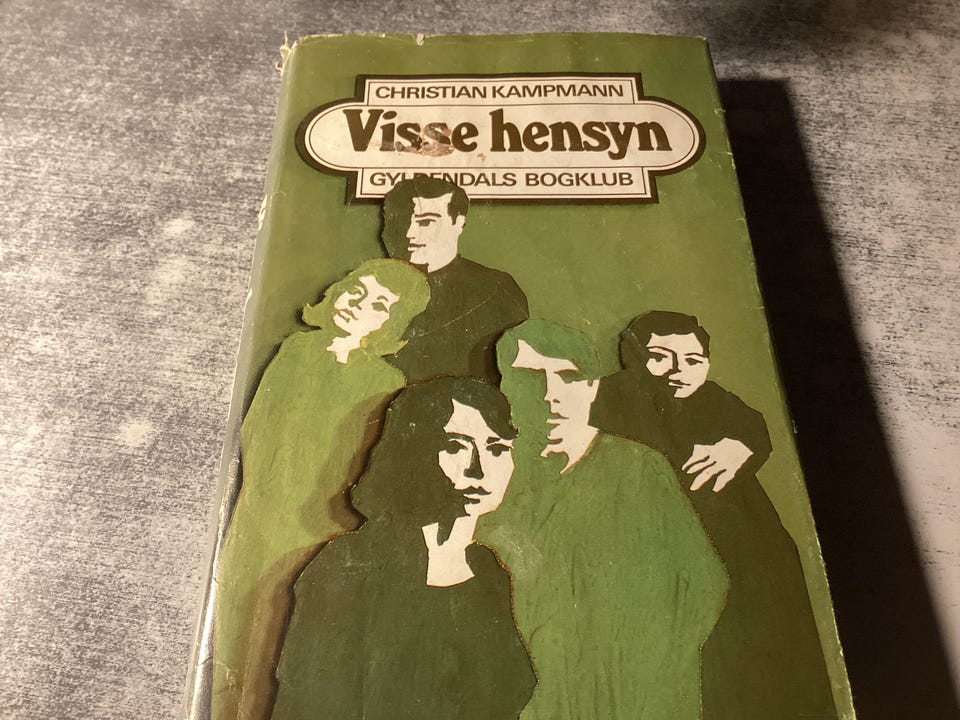 CHRISTIAN KAMPMANN
Visse hensyn
GYLDENDALS BOGKLUB